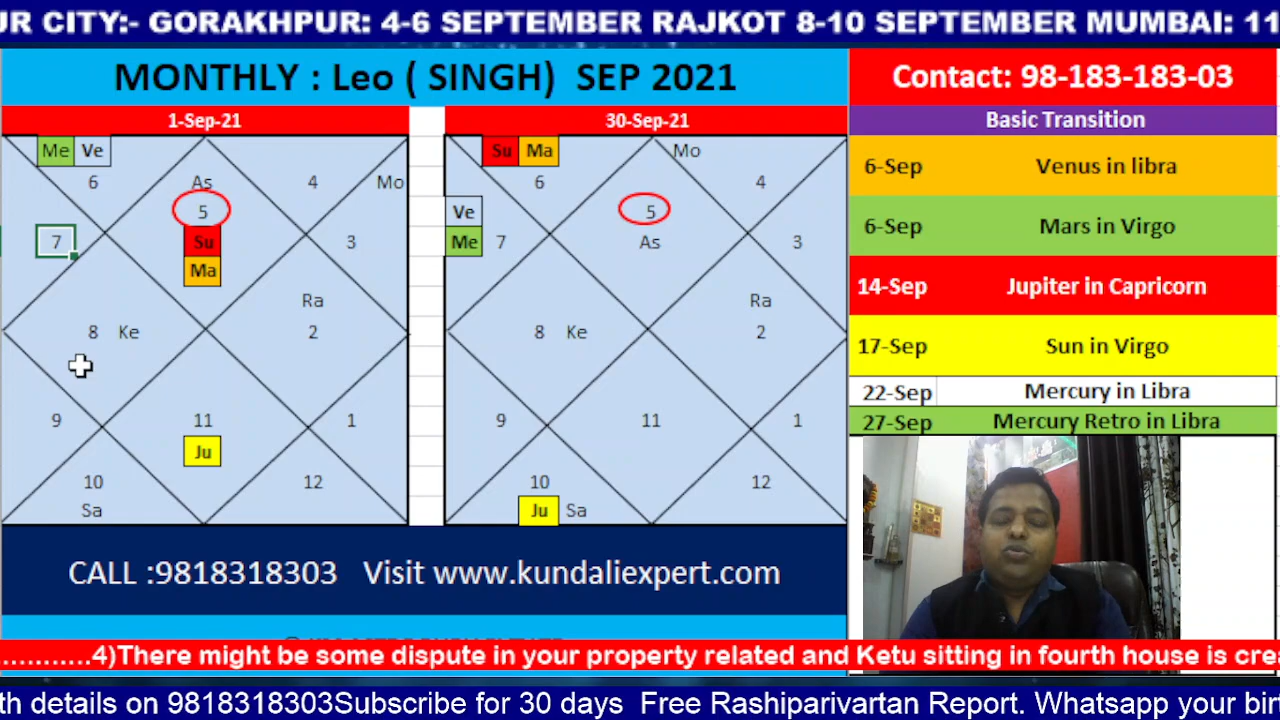 UR CITY:- GORAKHPUR: 4-6 SEPTEMBER RAJKOT 8-10 SEPTEMBER MUMBAI: 11
MONTHLY : Leo ( SINGH) SEP 2021
Contact: 98-183-183-03
1-Sep-21
30-Sep-21
Basic Transition
Me Ve
6
As
5
Su
Ma
4
Mo
7
3
Ra
8 Ke
2
9
11
Ju
1
10
Sa
12
Su Ma
6
Mo
4
Ve
Me 7
5
As
3
Ra
8 Ke
2
9
11
1
10
Ju Sa
12
6-Sep Venus in libra
6-Sep Mars in Virgo
14-Sep Jupiter in Capricorn
17-Sep Sun in Virgo
22-Sep Mercury in Libra
27-Sep Mercury Retro in Libra
CALL :9818318303 Visit www.kundaliexpert.com
............4)There might be some dispute in your property related and Ketu sitting in fourth house is cre
th details on 9818318303Subscribe for 30 days Free Rashiparivartan Report. Whatsapp your bir